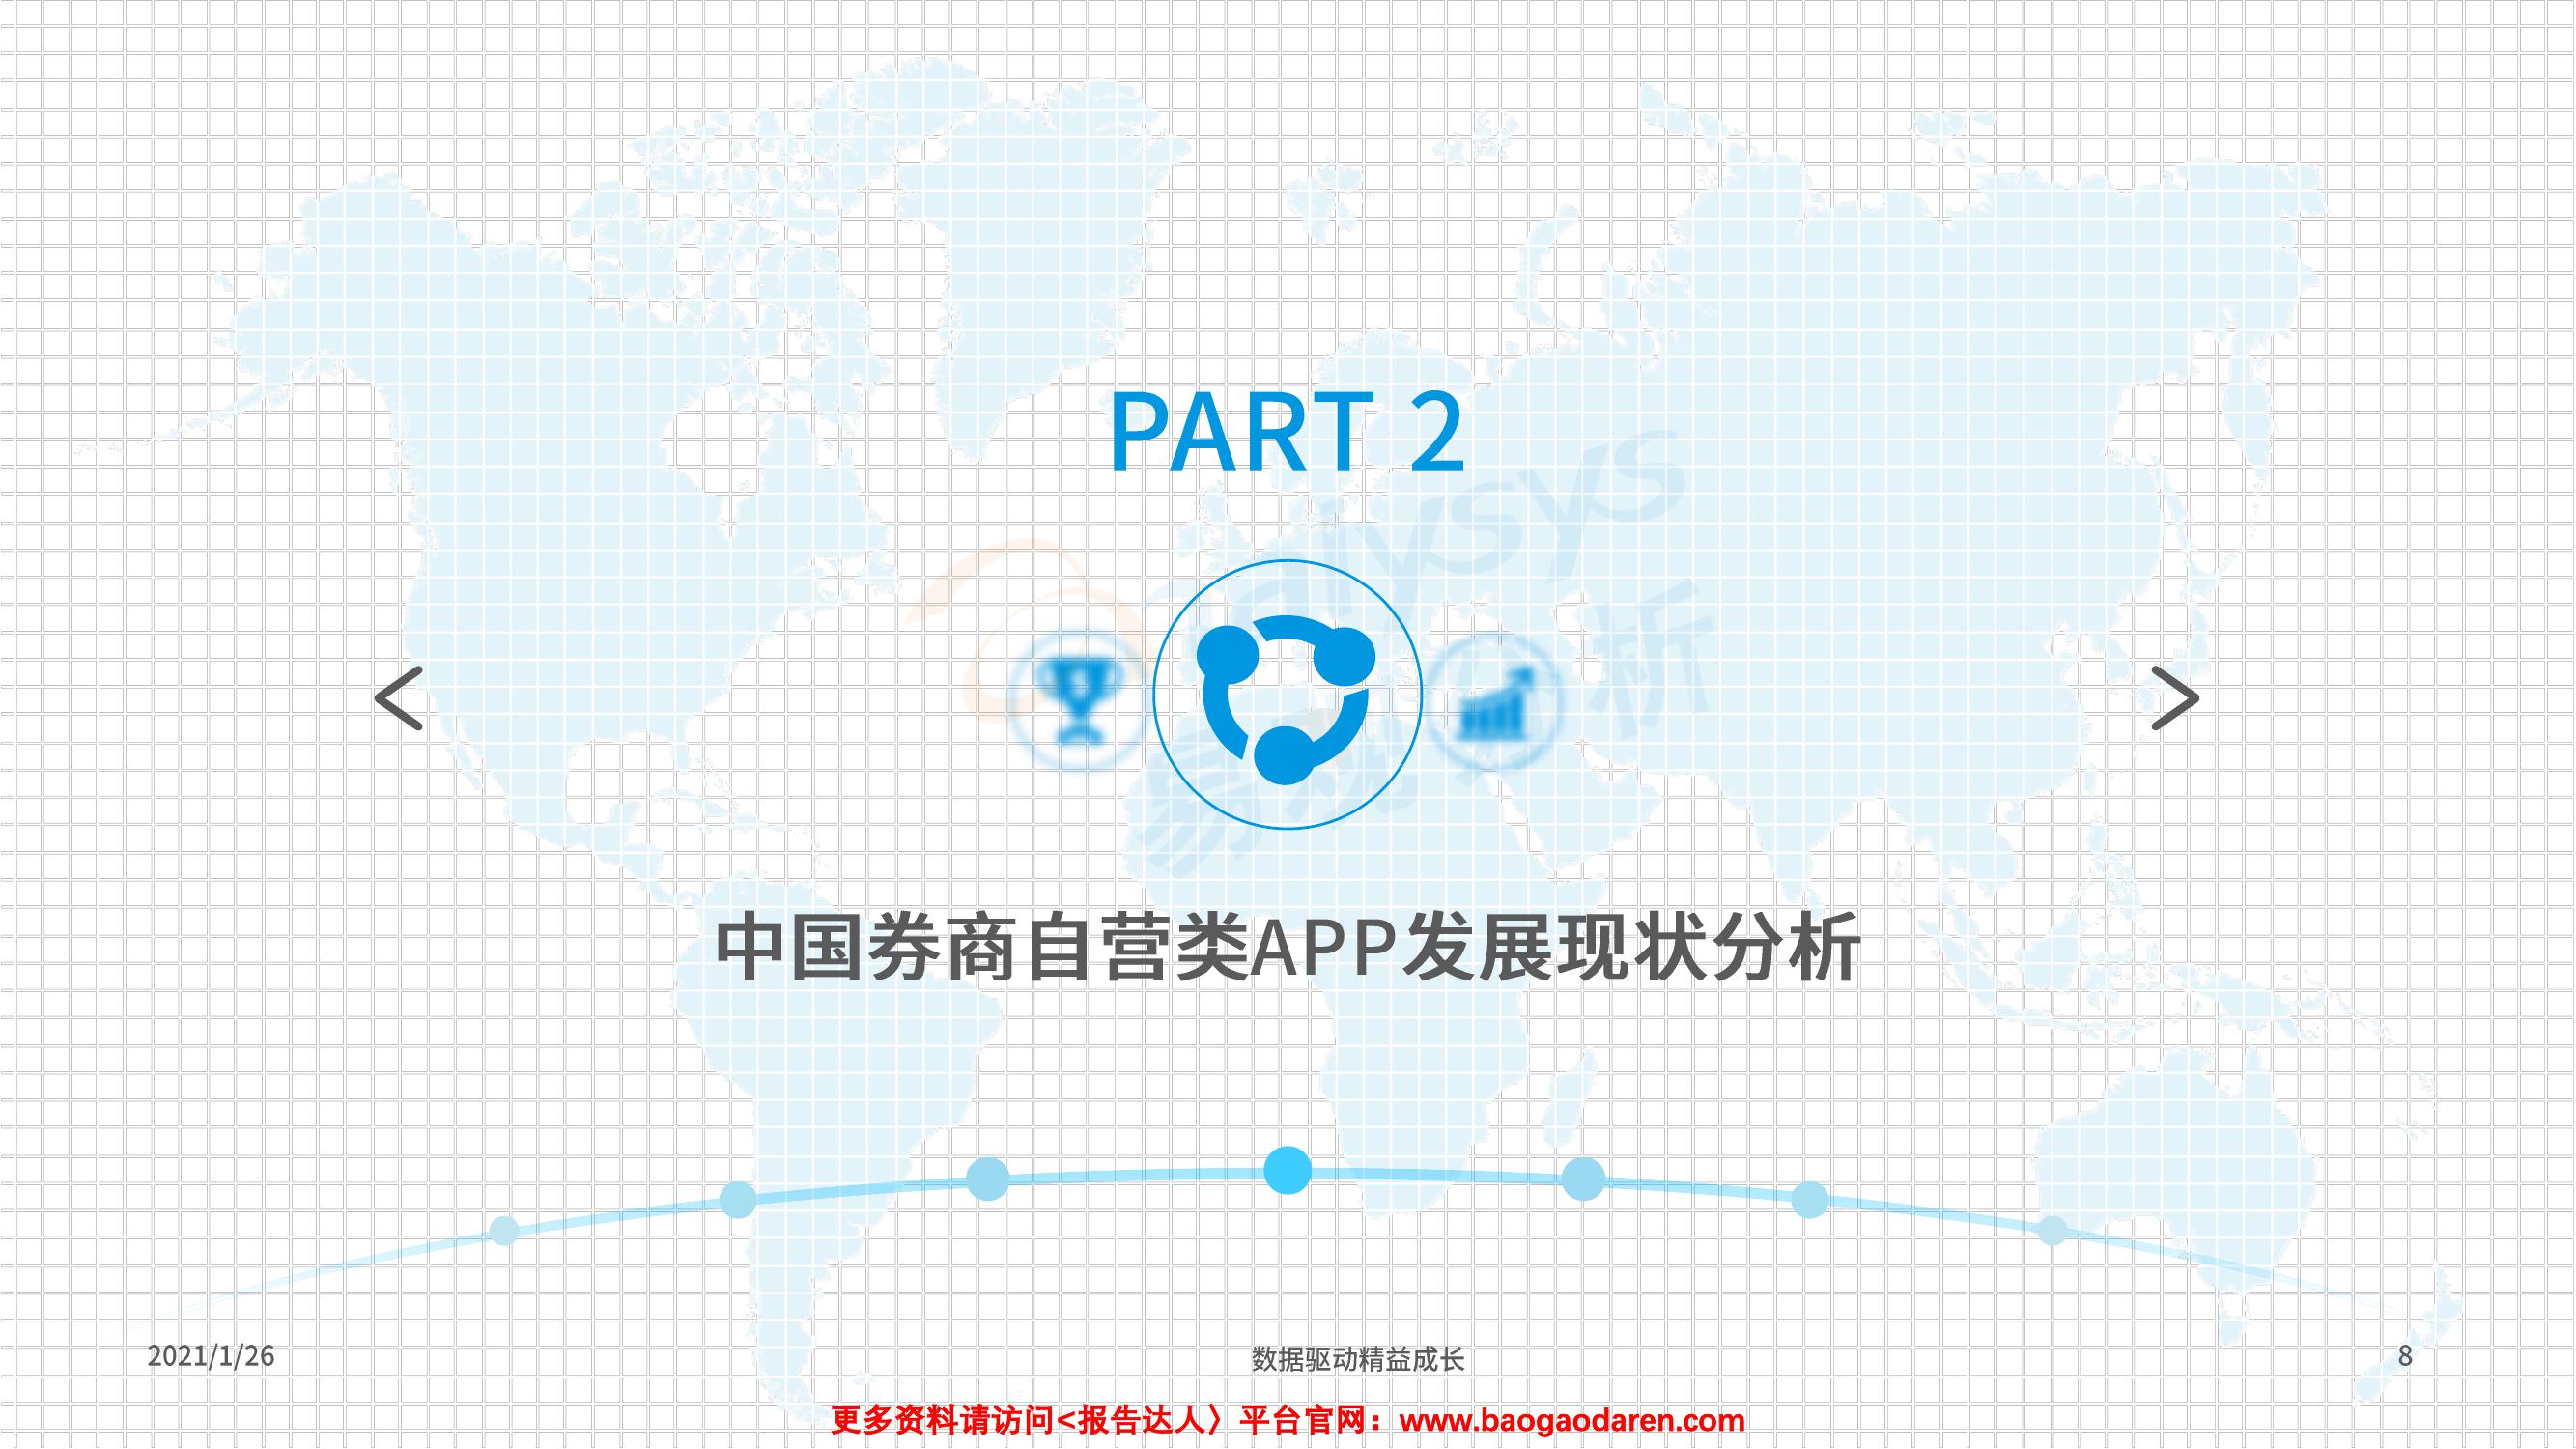 PART 2
中国券商自营类APP发展现状分析
2021/1/26
数据驱动精益成长
8
更多资料请访问<报告达人〉平台官网：www.baogaodaren.com